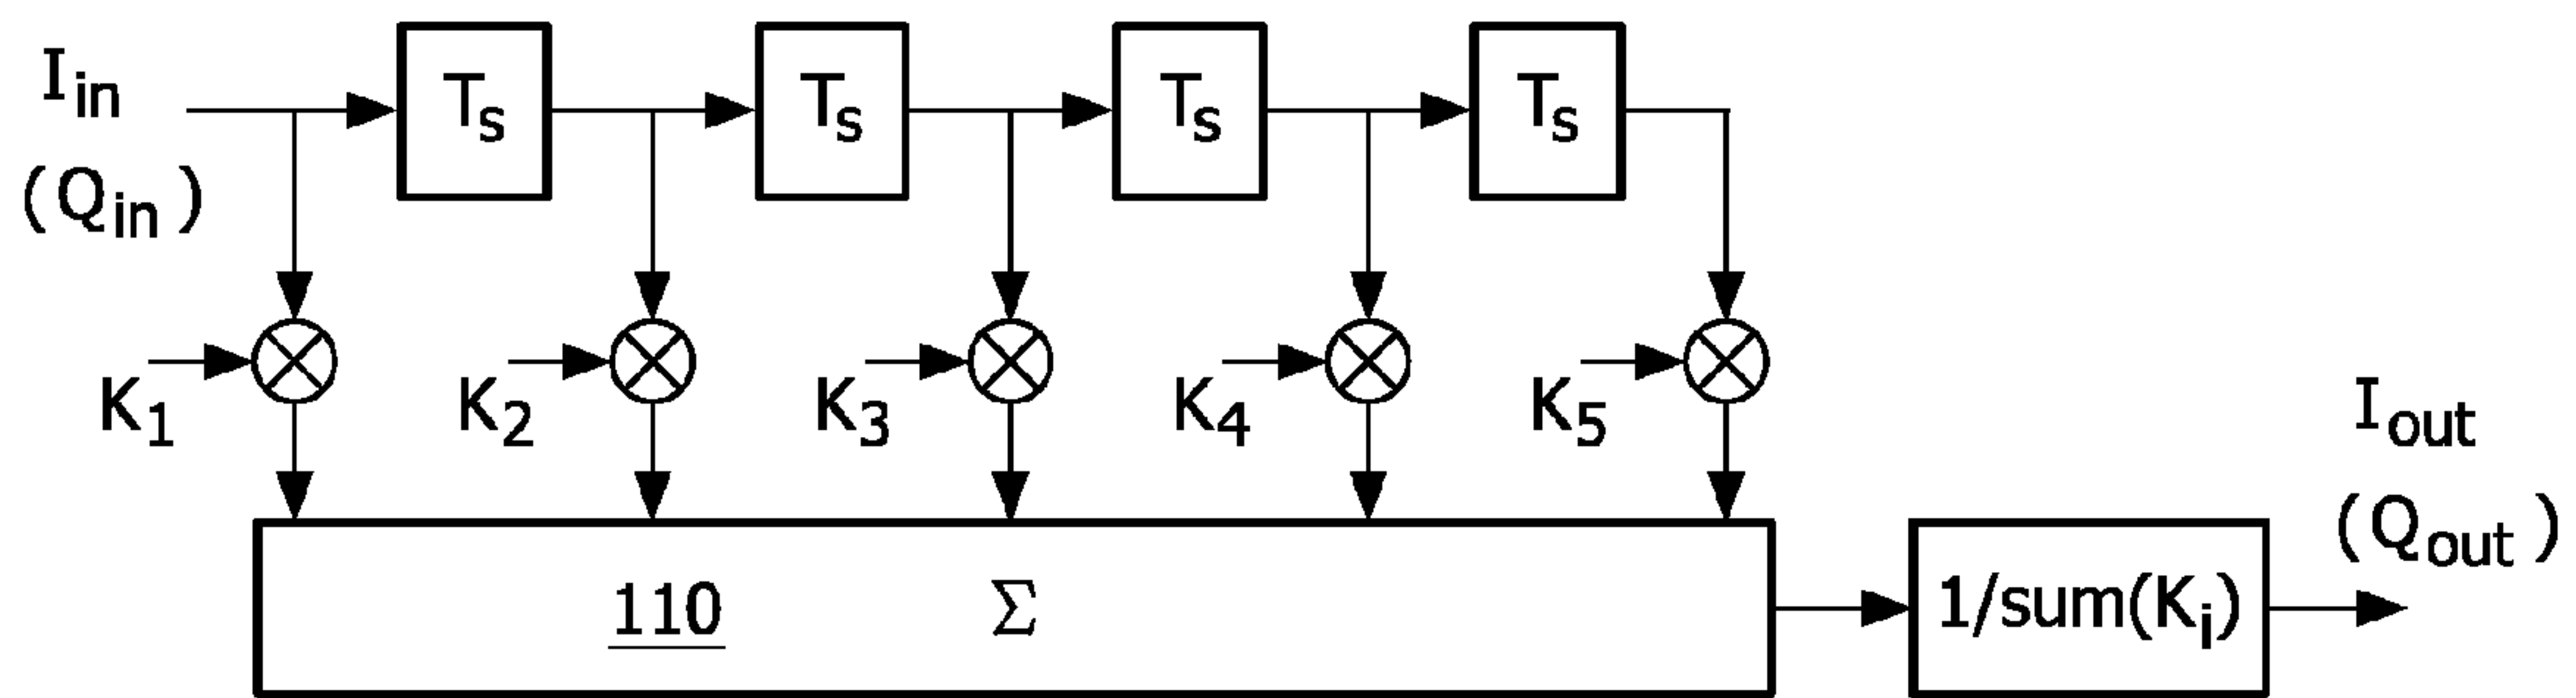 I_in
(Q_in)
T_s T_s T_s T_s
K_1 K_2 K_3 K_4 K_5
I_out
(Q_out)
110 Σ 1/sum(K_i)